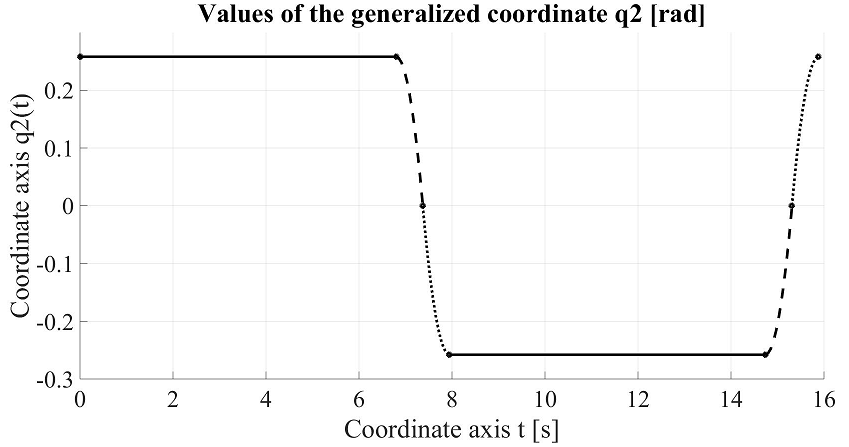 Values of the generalized coordinate q2 [rad]
Coordinate axis q2(t)
0.2
0.1
0
-0.1
-0.2
-0.3
0 2 4 6 8 10 12 14 16
Coordinate axis t [s]